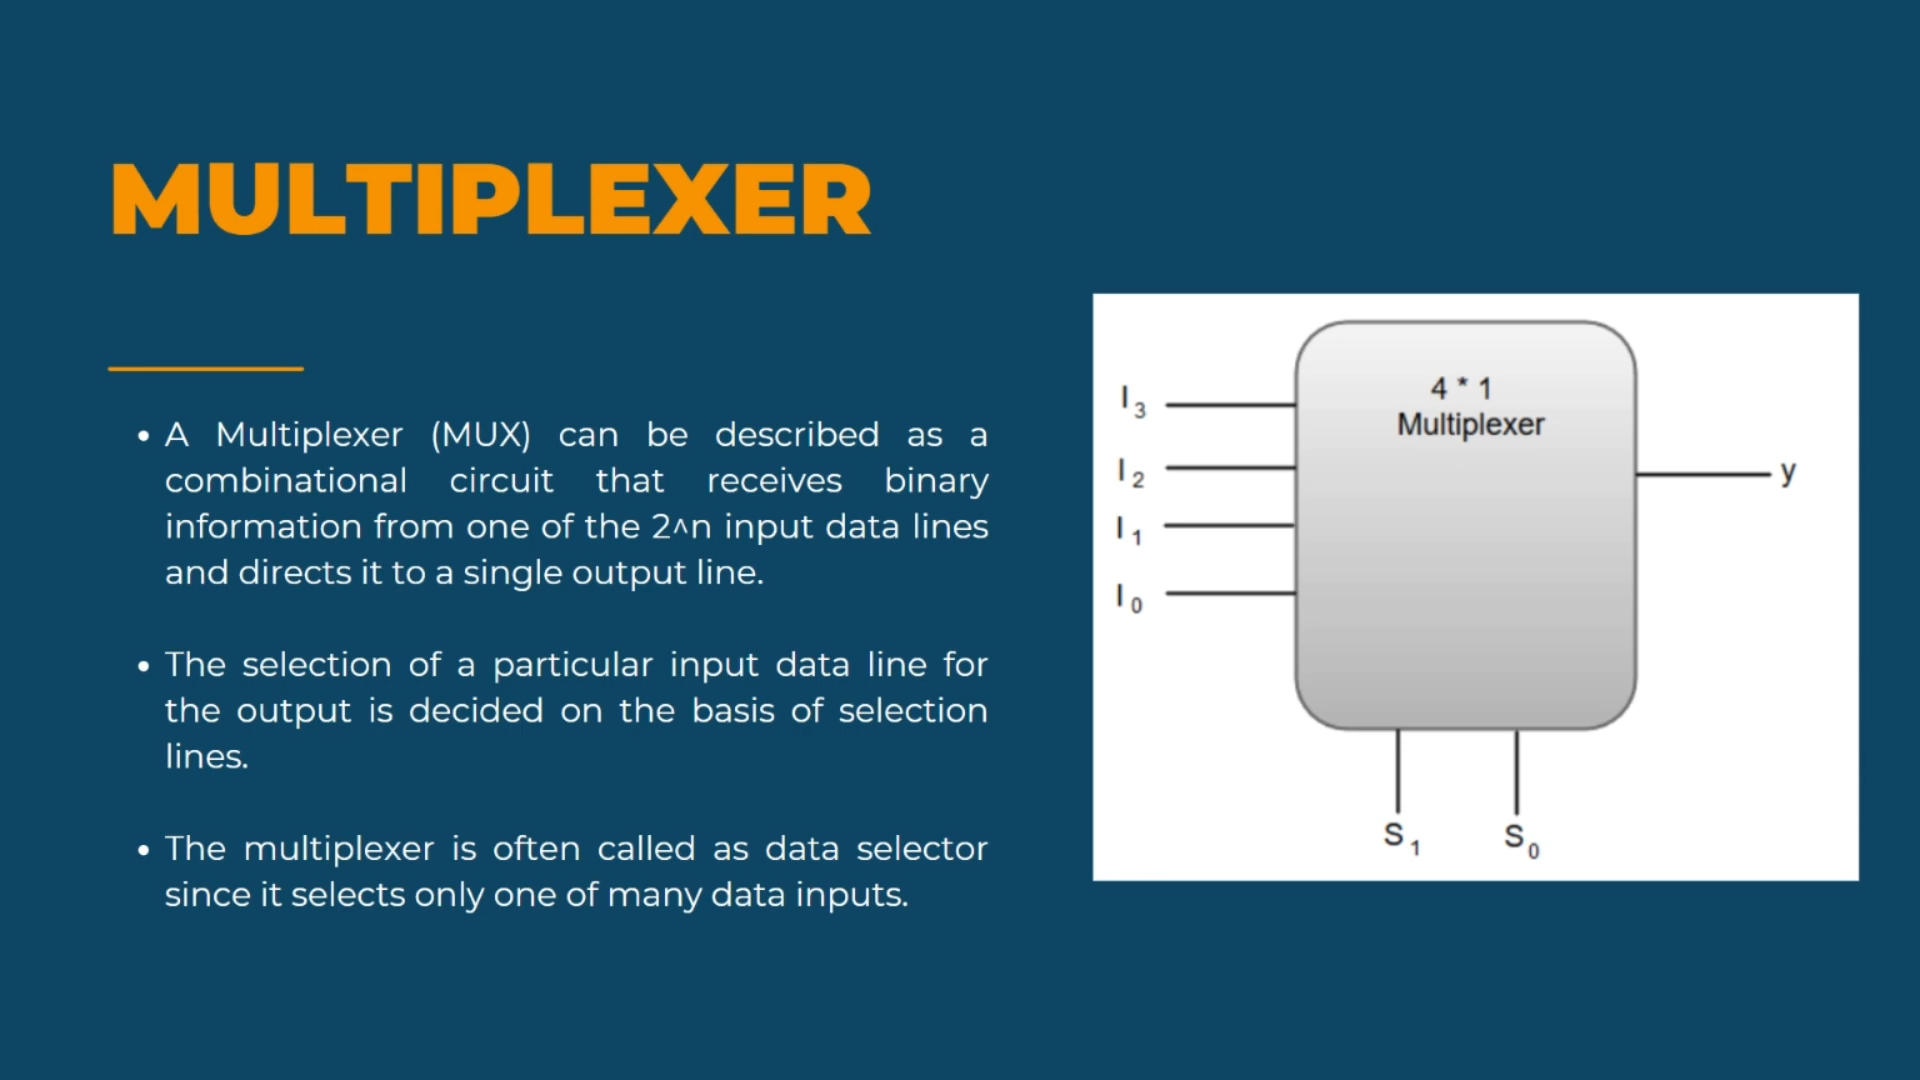 MULTIPLEXER
• A Multiplexer (MUX) can be described as a
combinational circuit that receives binary
information from one of the 2^n input data lines
and directs it to a single output line.
• The selection of a particular input data line for
the output is decided on the basis of selection
lines.
• The multiplexer is often called as data selector
since it selects only one of many data inputs.
4 * 1
Multiplexer
I3
I2
I1
I0
y
S1
S0